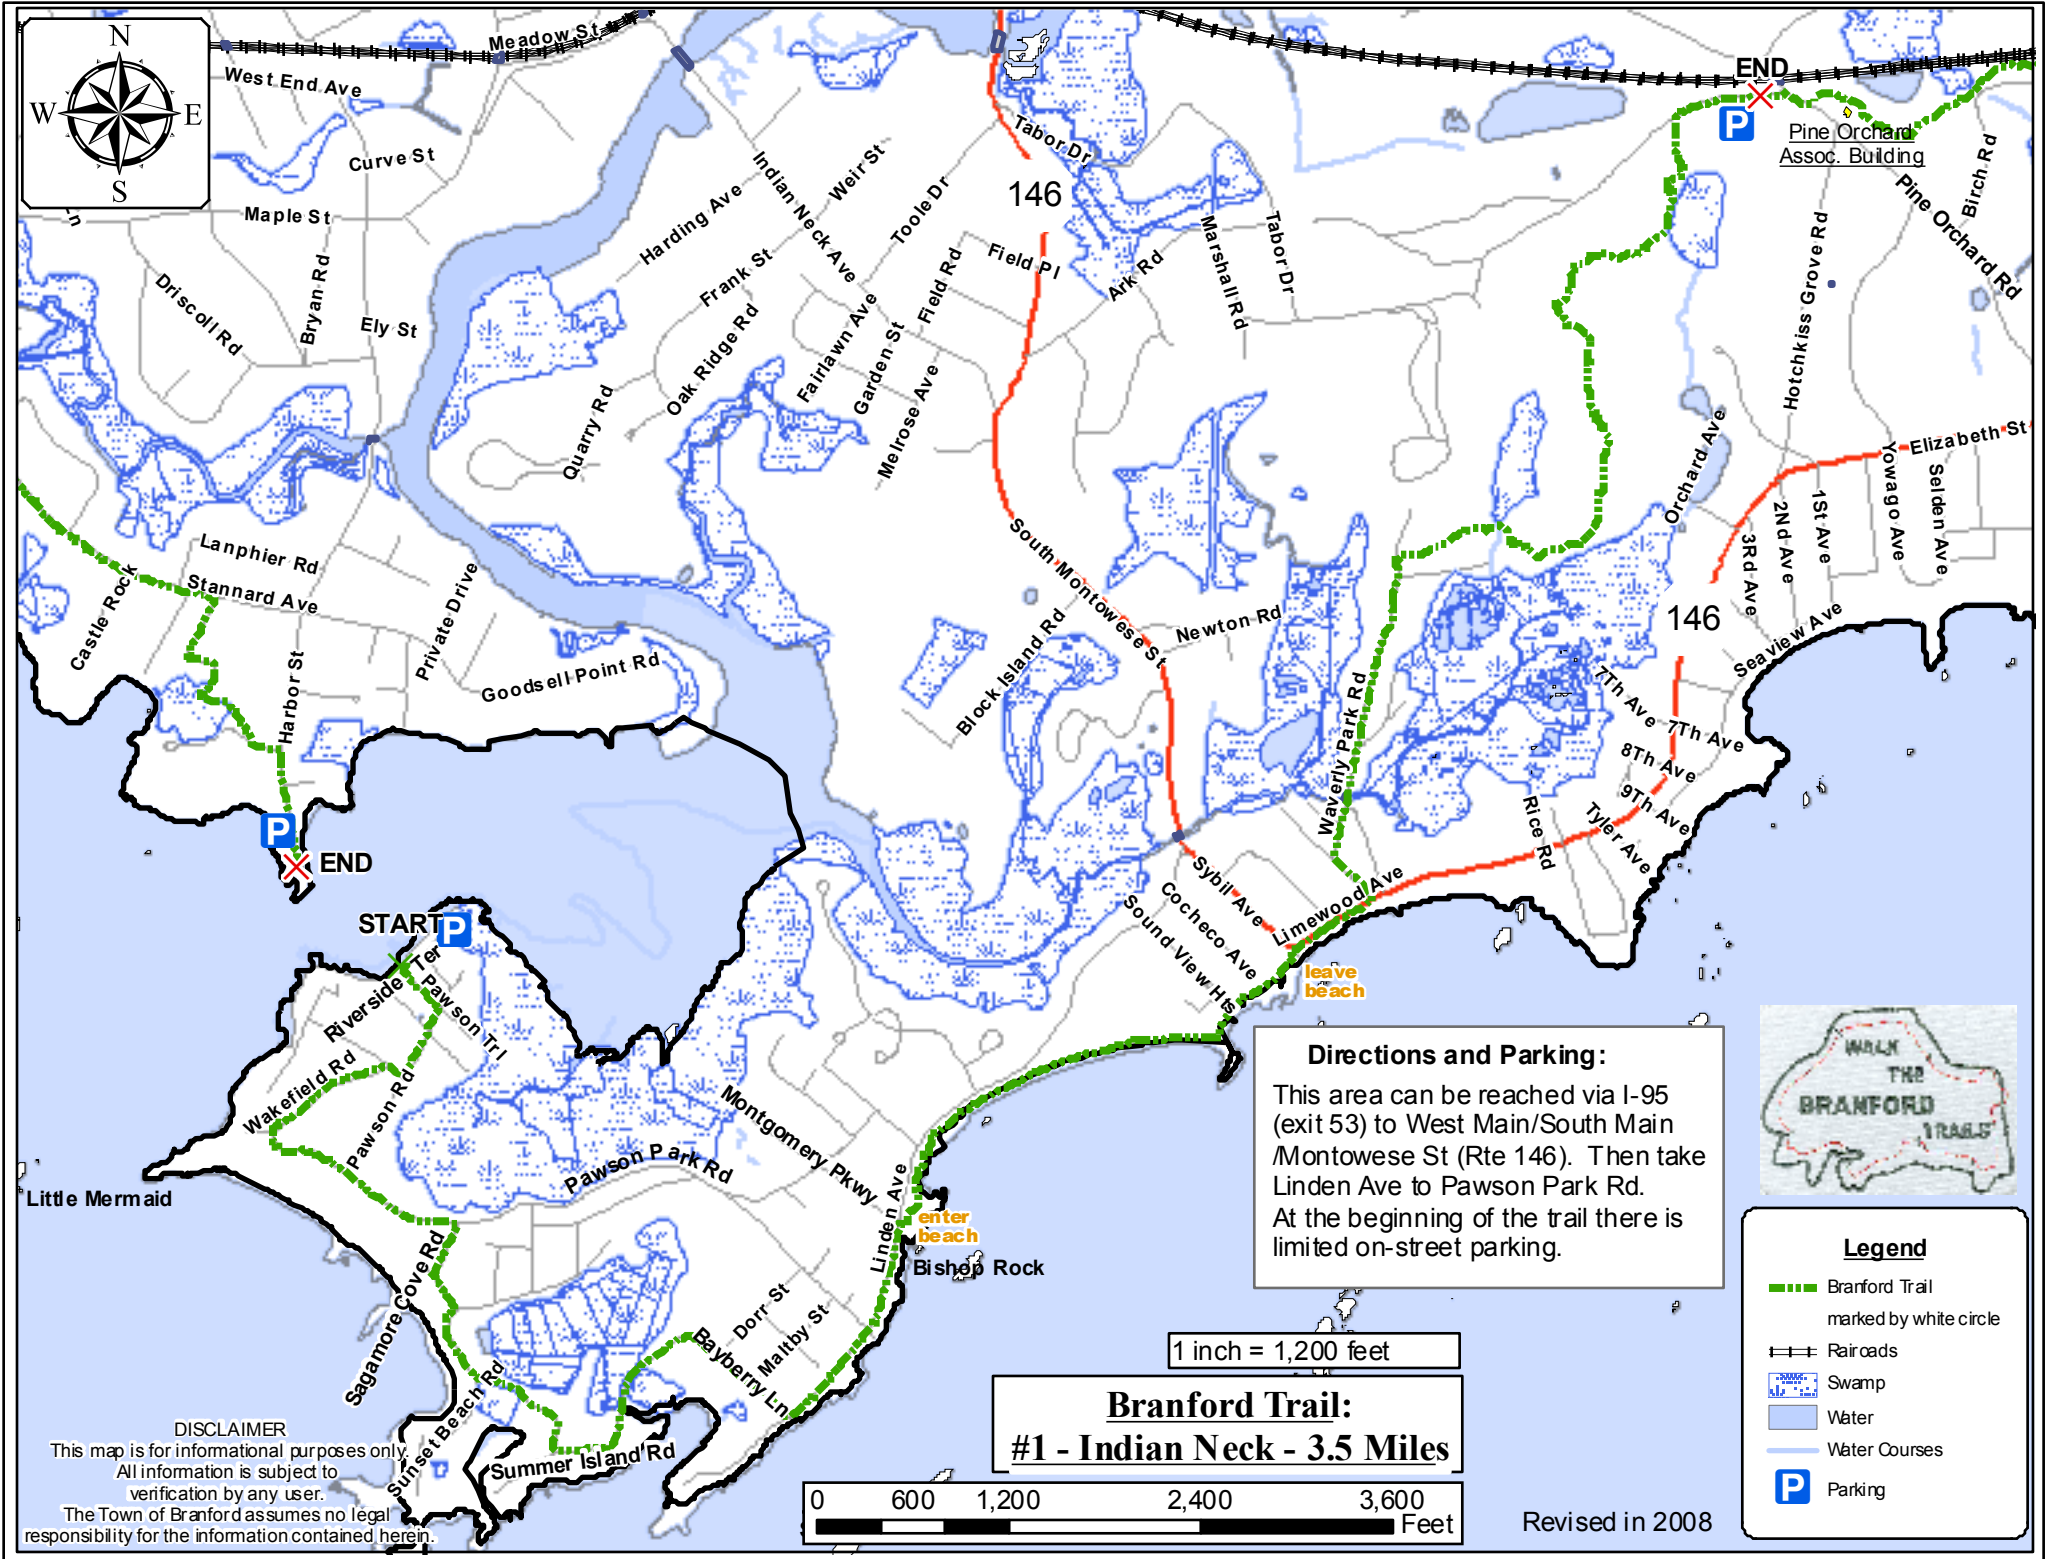 N
W
E
S
Meadow St
West End Ave
Curve St
Maple St
Ln
Driscoll Rd
Bryan Rd
Ely St
Harding Ave
Indian Neck Ave
Weir St
Frank St
Toole Dr
Oak Ridge Rd
Quarry Rd
Fairlawn Ave
Garden St
Field Rd
Melrose Ave
Field Pl
Tabor Dr
146
Ark Rd
Marshall Rd
Tabor Dr
END
P
Pine Orchard
Assoc. Building
Pine Orchard Rd
Birch Rd
Hotchkiss Grove Rd
Orchard Ave
Elizabeth St
Yowago Ave
Selden Ave
1St Ave
2Nd Ave
3Rd Ave
146
Seaview Ave
7Th Ave
7Th Ave
8Th Ave
9Th Ave
Tyler Ave
Rice Rd
South Montowese St
Newton Rd
Block Island Rd
Waverly Park Rd
Limewood Ave
Sybil Ave
Cocheco Ave
Sound View Hts
leave
beach
Lanphier Rd
Stannard Ave
Castle Rock
Private Drive
Harbor St
Goodsell Point Rd
P
END
START
P
Riverside Ter
Pawson Trl
Wakefield Rd
Pawson Rd
Little Mermaid
Montgomery Pkwy
Pawson Park Rd
Linden Ave
enter
beach
Bishop Rock
Sagamore Cove Rd
Dorr St
Maltby St
Bayberry Ln
Sunset Beach Rd
Summer Island Rd
Directions and Parking:
This area can be reached via I-95
(exit 53) to West Main/South Main
/Montowese St (Rte 146). Then take
Linden Ave to Pawson Park Rd.
At the beginning of the trail there is
limited on-street parking.
WALK
THE
BRANFORD
TRAILS
Legend
Branford Trail
marked by white circle
Rairoads
Swamp
Water
Water Courses
P Parking
1 inch = 1,200 feet
Branford Trail:
#1 - Indian Neck - 3.5 Miles
0 600 1,200 2,400 3,600
Feet
Revised in 2008
DISCLAIMER
This map is for informational purposes only.
All information is subject to
verification by any user.
The Town of Branford assumes no legal
responsibility for the information contained herein.